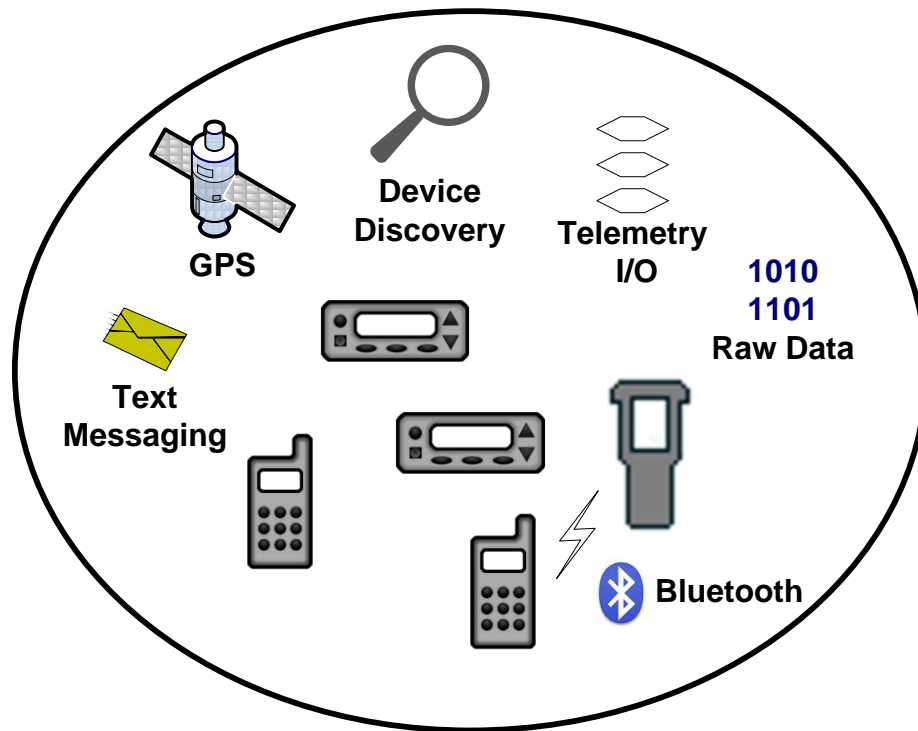 Device
Discovery
GPS
Telemetry
I/O
1010
1101
Raw Data
Text
Messaging
Bluetooth